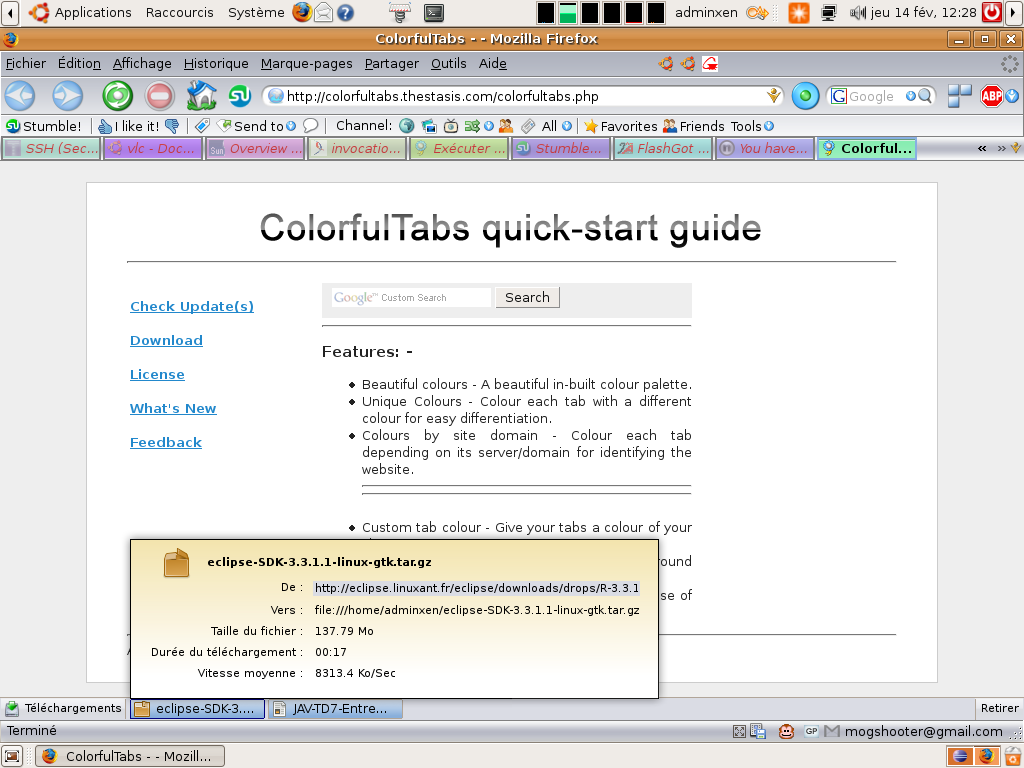 Applications Raccourcis Système adminxen jeu 14 fév, 12:28
ColorfulTabs - - Mozilla Firefox
Fichier Édition Affichage Historique Marque-pages Partager Outils Aide
http://colorfultabs.thestasis.com/colorfultabs.php Google ABP
Stumble! I like it! Send to Channel: All Favorites Friends Tools
SSH (Sec... vlc - Doc... Overview ... invocatio... Exécuter ... Stumble... FlashGot ... You have... Colorful...
ColorfulTabs quick-start guide
Google™ Custom Search Search
Check Update(s)
Download
License
What's New
Feedback
Features: -
Beautiful colours - A beautiful in-built colour palette.
Unique Colours - Colour each tab with a different
colour for easy differentiation.
Colours by site domain - Colour each tab
depending on its server/domain for identifying the
website.
Custom tab colour - Give your tabs a colour of your
se of
eclipse-SDK-3.3.1.1-linux-gtk.tar.gz
De : http://eclipse.linuxant.fr/eclipse/downloads/drops/R-3.3.1
Vers : file:///home/adminxen/eclipse-SDK-3.3.1.1-linux-gtk.tar.gz
Taille du fichier : 137.79 Mo
Durée du téléchargement : 00:17
Vitesse moyenne : 8313.4 Ko/Sec
Téléchargements eclipse-SDK-3.... JAV-TD7-Entre... Retirer
Terminé GP mogshooter@gmail.com
ColorfulTabs - - Mozill...